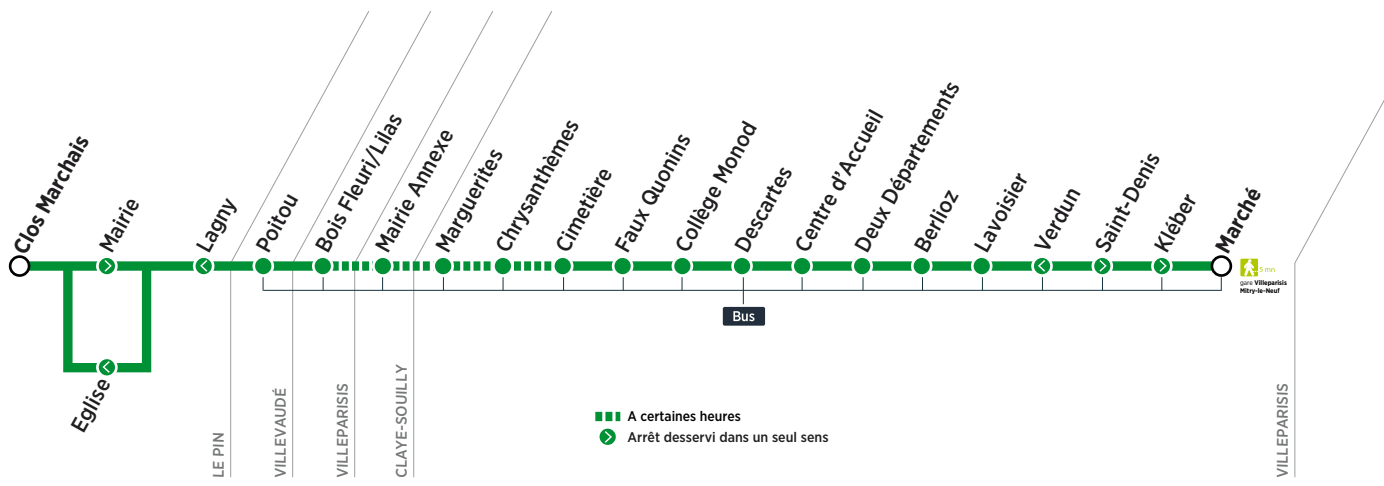 Clos Marchais
Mairie
Lagny
Poitou
Bois Fleuri/Lilas
Mairie Annexe
Marguerites
Chrysanthèmes
Cimetière
Faux Quonins
Collège Monod
Descartes
Centre d'Accueil
Deux Départements
Berlioz
Lavoisier
Verdun
Saint-Denis
Kléber
Marché
5 mn
gare Villeparisis
Mitry-le-Neuf
Bus
Eglise
LE PIN
VILLEVAUDÉ
VILLEPARISIS
CLAYE-SOUILLY
VILLEPARISIS
A certaines heures
Arrêt desservi dans un seul sens